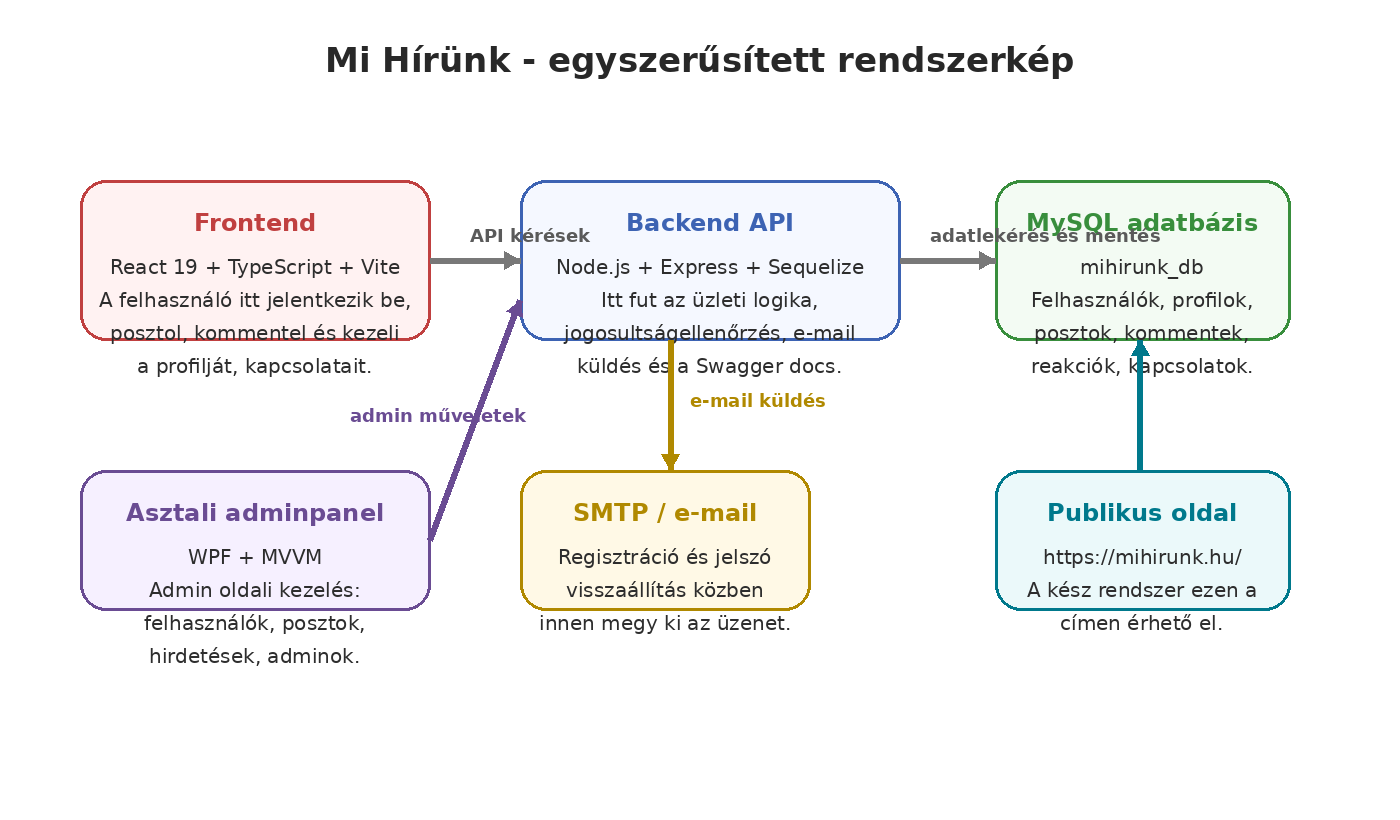 Mi Hírünk - egyszerűsített rendszerkép
Frontend
React 19 + TypeScript + Vite
A felhasználó itt jelentkezik be,
posztol, kommentel és kezeli
a profilját, kapcsolatait.
API kérések
Backend API
Node.js + Express + Sequelize
Itt fut az üzleti logika,
jogosultságellenőrzés, e-mail
küldés és a Swagger docs.
adatlekérés és mentés
MySQL adatbázis
mihirunk_db
Felhasználók, profilok,
posztok, kommentek,
reakciók, kapcsolatok.
admin műveletek
e-mail küldés
Asztali adminpanel
WPF + MVVM
Admin oldali kezelés:
felhasználók, posztok,
hirdetések, adminok.
SMTP / e-mail
Regisztráció és jelszó
visszaállítás közben
innen megy ki az üzenet.
Publikus oldal
https://mihirunk.hu/
A kész rendszer ezen a
címen érhető el.